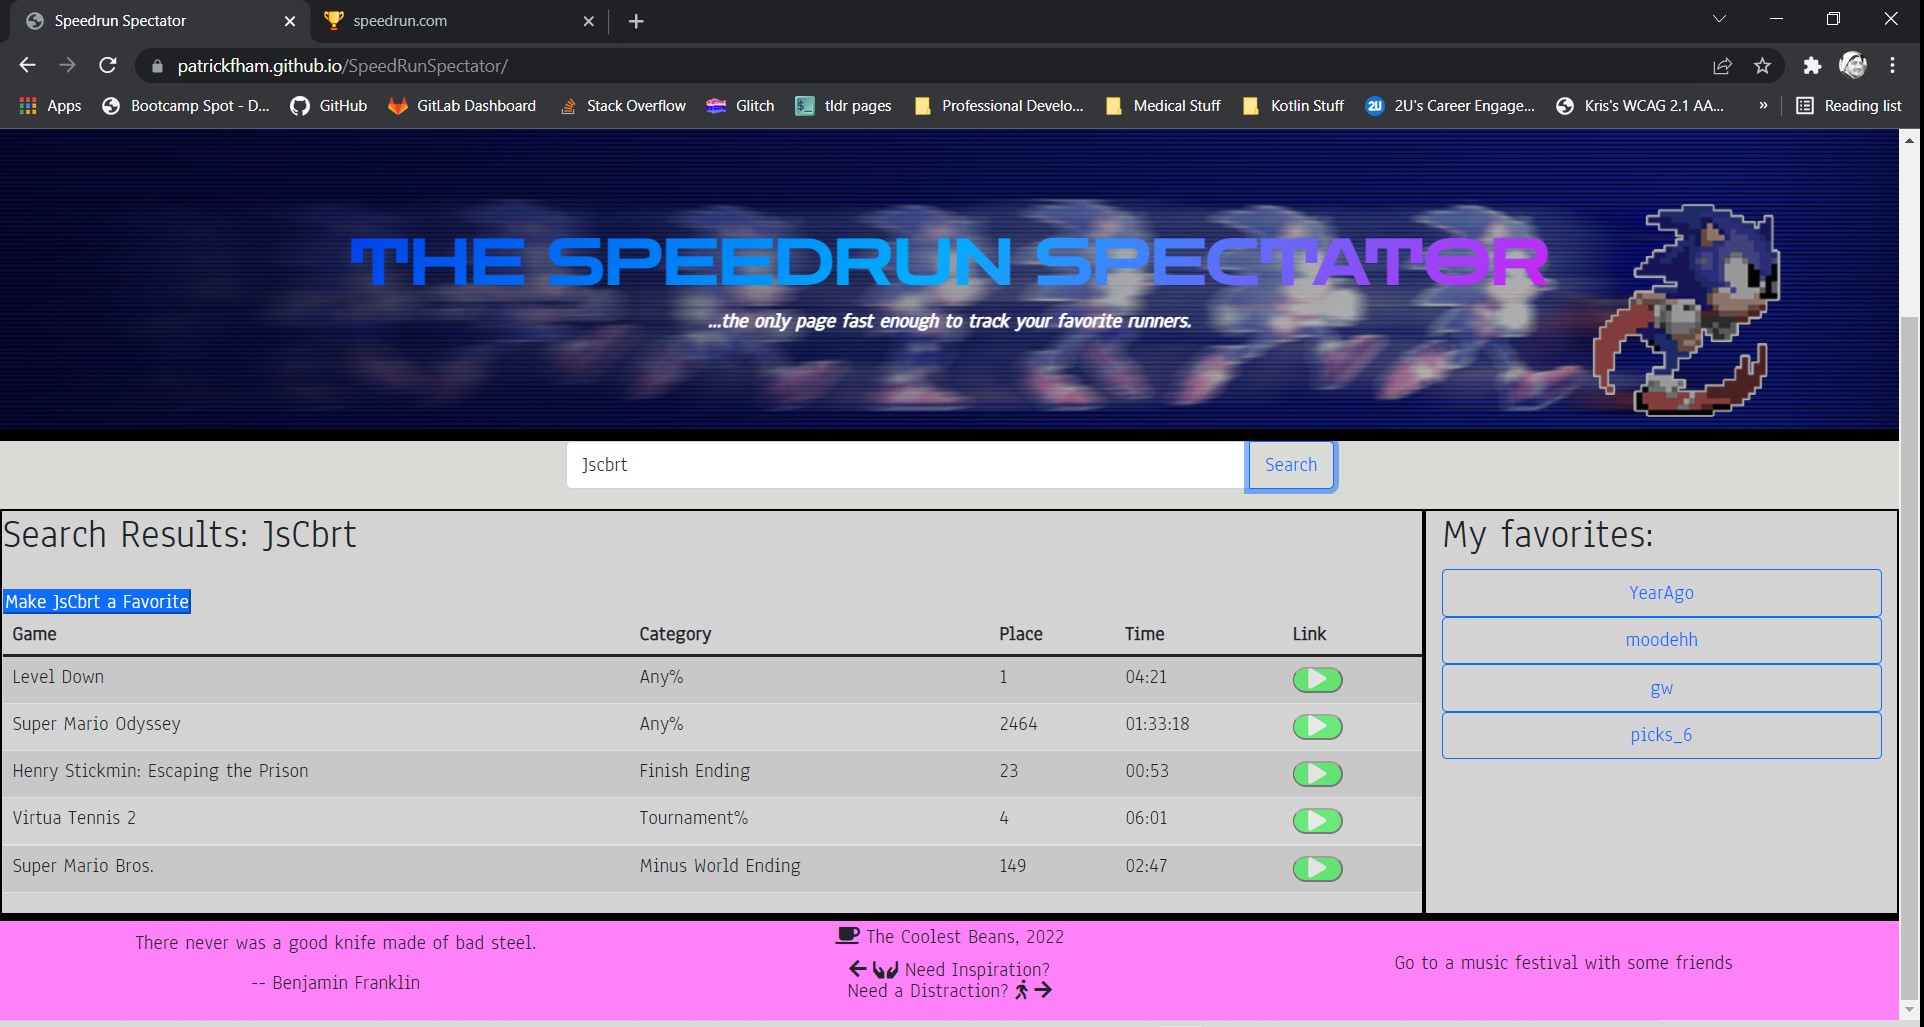 Speedrun Spectator
speedrun.com
patrickfham.github.io/SpeedRunSpectator/
Apps
Bootcamp Spot - D...
GitHub
GitLab Dashboard
Stack Overflow
Glitch
tldr pages
Professional Develo...
Medical Stuff
Kotlin Stuff
2U
2U's Career Engage...
Kris's WCAG 2.1 AA...
»
Reading list
THE SPEEDRUN SPECTATOR
...the only page fast enough to track your favorite runners.
Jscbrt
Search
Search Results: JsCbrt
Make JsCbrt a Favorite
Game Category Place Time Link
Level Down Any% 1 04:21
Super Mario Odyssey Any% 2464 01:33:18
Henry Stickmin: Escaping the Prison Finish Ending 23 00:53
Virtua Tennis 2 Tournament% 4 06:01
Super Mario Bros. Minus World Ending 149 02:47
My favorites:
YearAgo
moodehh
gw
picks_6
There never was a good knife made of bad steel.
-- Benjamin Franklin
The Coolest Beans, 2022
Need Inspiration?
Need a Distraction?
Go to a music festival with some friends